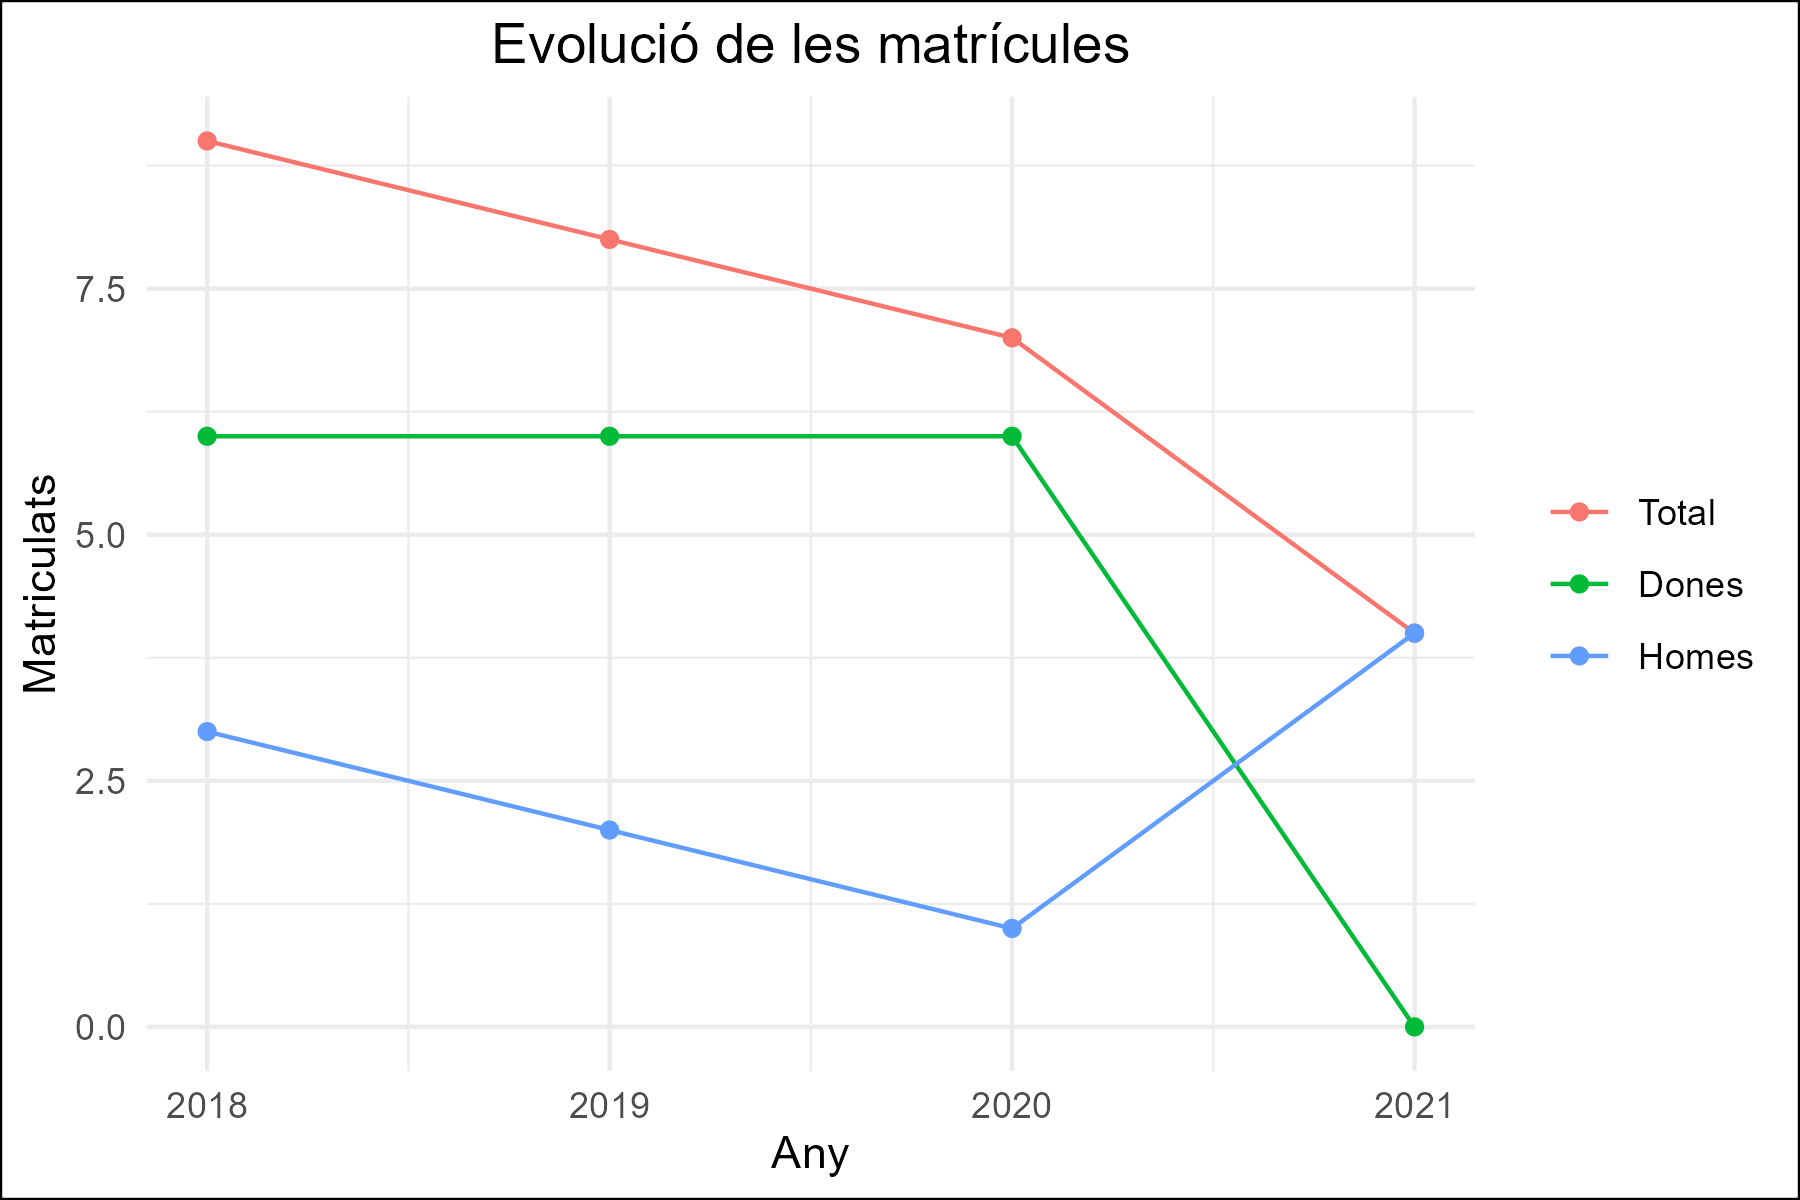 Evolució de les matrícules
Matriculats
7.5
5.0
2.5
0.0
2018
2019
2020
2021
Any
Total
Dones
Homes